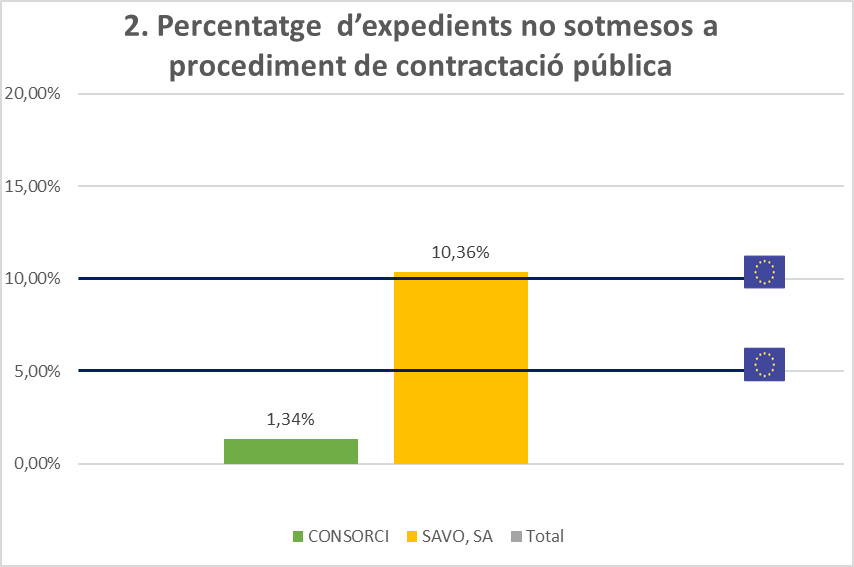 2. Percentatge d’expedients no sotmesos a
procediment de contractació pública
20,00%
15,00%
10,36%
10,00%
5,00%
1,34%
0,00%
CONSORCI SAVO, SA Total